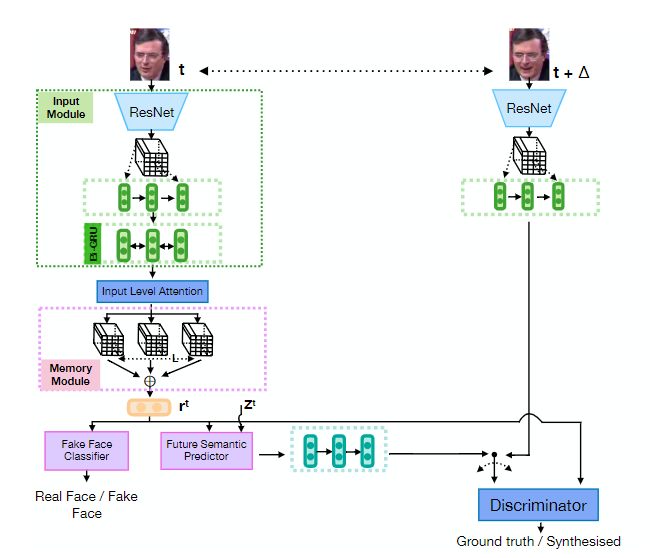 t
t + Δ
Input
Module
ResNet
ResNet
Bi-GRU
Input Level Attention
L
Memory
Module
r^t
z^t
Fake Face
Classifier
Future Semantic
Predictor
Real Face / Fake
Face
Discriminator
Ground truth / Synthesised